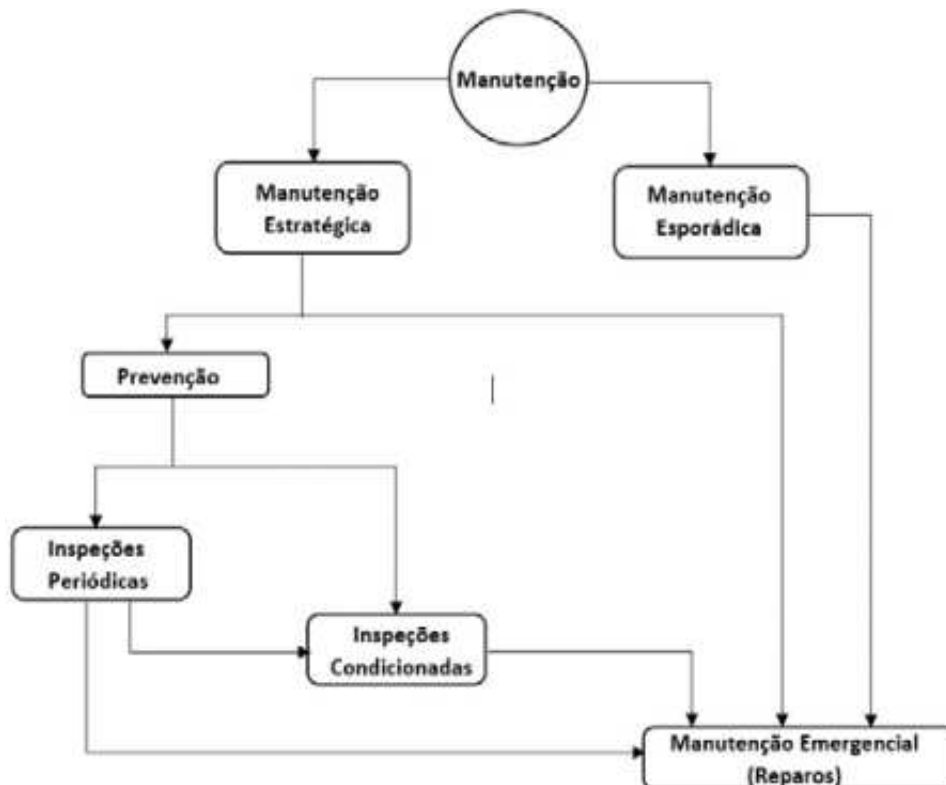 Manutenção
Manutenção
Estratégica
Manutenção
Esporádica
Prevenção
Inspeções
Periódicas
Inspeções
Condicionadas
Manutenção Emergencial
(Reparos)